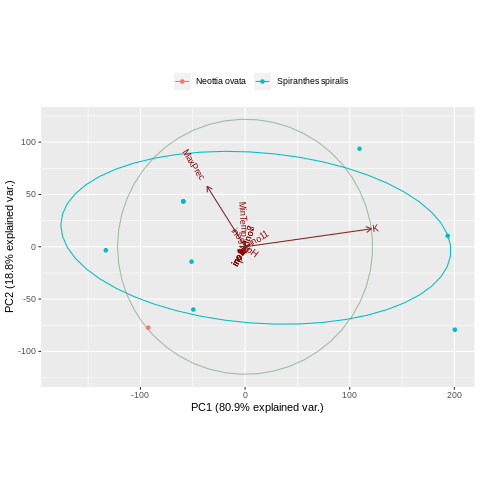 Neottia ovata
Spiranthes spiralis
PC2 (18.8% explained var.)
100
50
0
-50
-100
MaxPrec
MinTemp
K
-100
0
100
200
PC1 (80.9% explained var.)